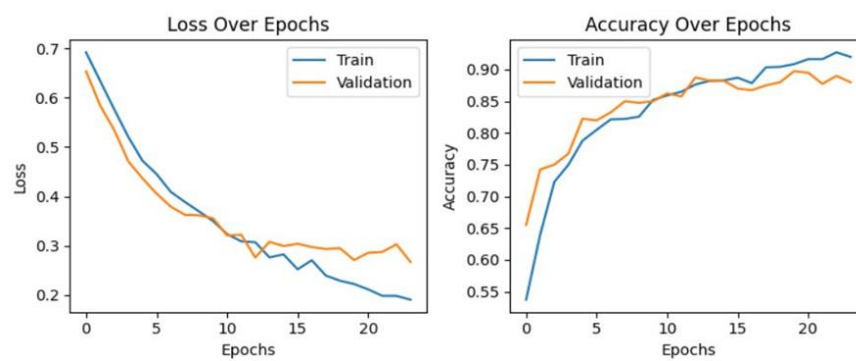 Loss Over Epochs
0.7
0.6
0.5
0.4
0.3
0.2
Loss
Train
Validation
0
5
10
15
20
Epochs
Accuracy Over Epochs
0.90
0.85
0.80
0.75
0.70
0.65
0.60
0.55
Accuracy
Train
Validation
0
5
10
15
20
Epochs